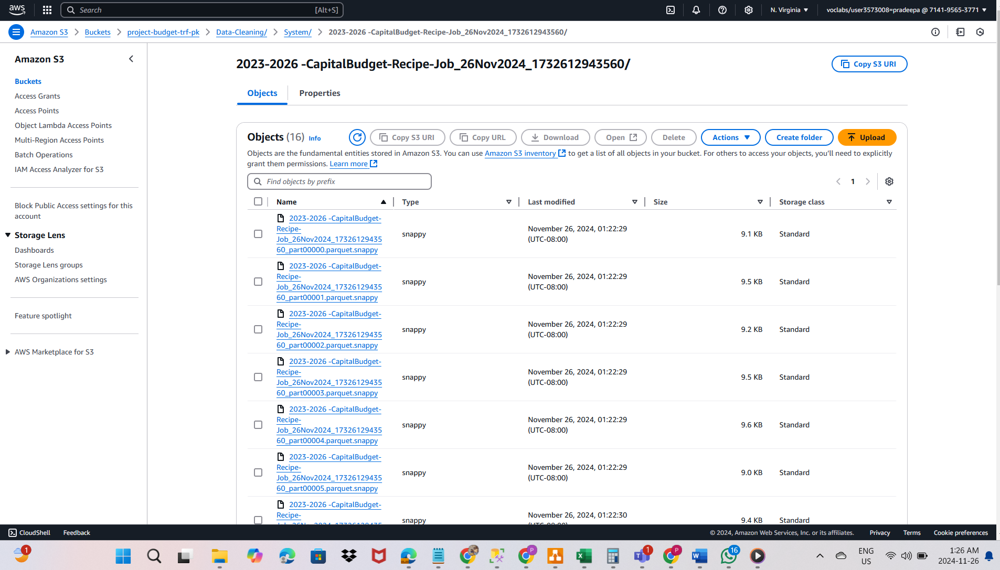 aws
Search
[Alt+S]
N. Virginia
voclabs/user3573008=pradeepa @ 7141-9565-3771
Amazon S3
Buckets
project-budget-trf-pk
Data-Cleaning/
System/
2023-2026 -CapitalBudget-Recipe-Job_26Nov2024_1732612943560/
Amazon S3
Buckets
Access Grants
Access Points
Object Lambda Access Points
Multi-Region Access Points
Batch Operations
IAM Access Analyzer for S3
Block Public Access settings for this
account
Storage Lens
Dashboards
Storage Lens groups
AWS Organizations settings
Feature spotlight
AWS Marketplace for S3
2023-2026 -CapitalBudget-Recipe-Job_26Nov2024_1732612943560/
Copy S3 URI
Objects
Properties
Objects (16) Info
Copy S3 URI
Copy URL
Download
Open
Delete
Actions
Create folder
Upload
Objects are the fundamental entities stored in Amazon S3. You can use Amazon S3 inventory to get a list of all objects in your bucket. For others to access your objects, you'll need to explicitly
grant them permissions. Learn more
Find objects by prefix
1
Name Type Last modified Size Storage class
2023-2026 -CapitalBudget-
Recipe-
Job_26Nov2024_17326129435
60_part00000.parquet.snappy
snappy
November 26, 2024, 01:22:29
(UTC-08:00)
9.1 KB
Standard
2023-2026 -CapitalBudget-
Recipe-
Job_26Nov2024_17326129435
60_part00001.parquet.snappy
snappy
November 26, 2024, 01:22:29
(UTC-08:00)
9.5 KB
Standard
2023-2026 -CapitalBudget-
Recipe-
Job_26Nov2024_17326129435
60_part00002.parquet.snappy
snappy
November 26, 2024, 01:22:29
(UTC-08:00)
9.2 KB
Standard
2023-2026 -CapitalBudget-
Recipe-
Job_26Nov2024_17326129435
60_part00003.parquet.snappy
snappy
November 26, 2024, 01:22:29
(UTC-08:00)
9.5 KB
Standard
2023-2026 -CapitalBudget-
Recipe-
Job_26Nov2024_17326129435
60_part00004.parquet.snappy
snappy
November 26, 2024, 01:22:29
(UTC-08:00)
9.6 KB
Standard
2023-2026 -CapitalBudget-
Recipe-
Job_26Nov2024_17326129435
60_part00005.parquet.snappy
snappy
November 26, 2024, 01:22:29
(UTC-08:00)
9.0 KB
Standard
2023-2026 -CapitalBudget-
Recipe-
Job_26Nov2024_17326129435
snappy
November 26, 2024, 01:22:30
(UTC-08:00)
9.4 KB
Standard
CloudShell
Feedback
© 2024, Amazon Web Services, Inc. or its affiliates.
Privacy
Terms
Cookie preferences
1
P
1
P
16
ENG
US
1:26 AM
2024-11-26